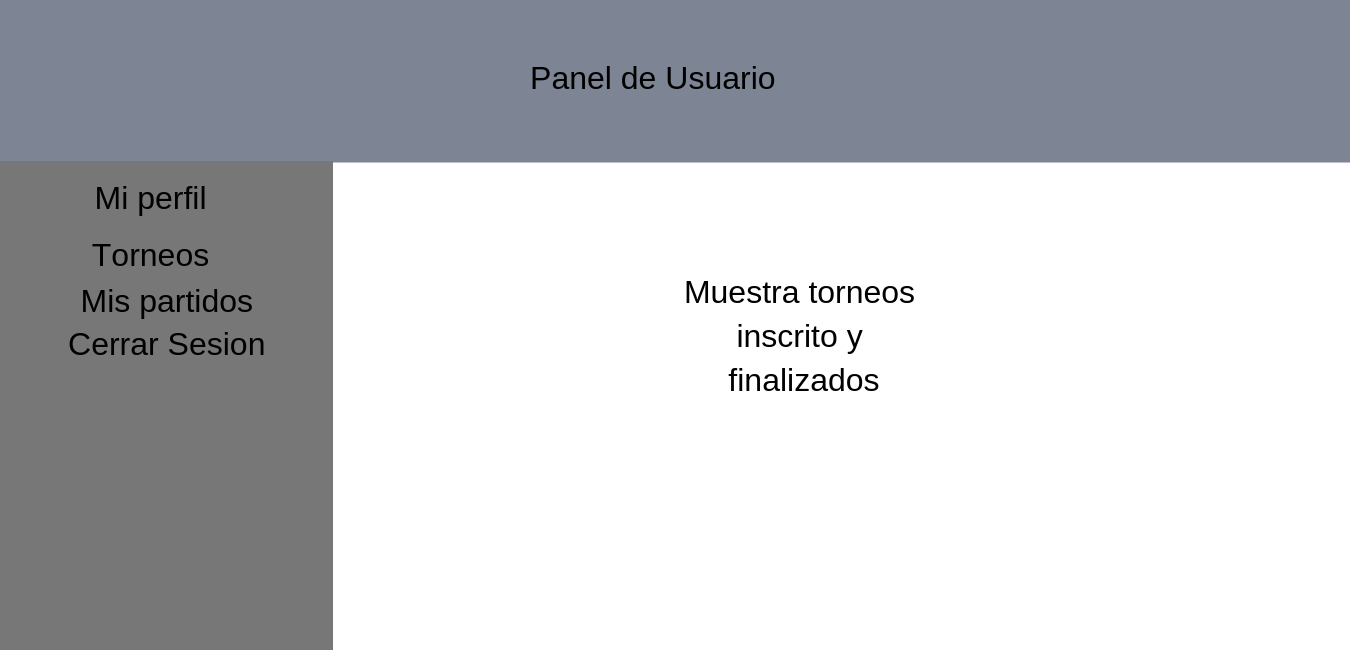 Panel de Usuario
Mi perfil
Torneos
Mis partidos
Cerrar Sesion
Muestra torneos
inscrito y
finalizados